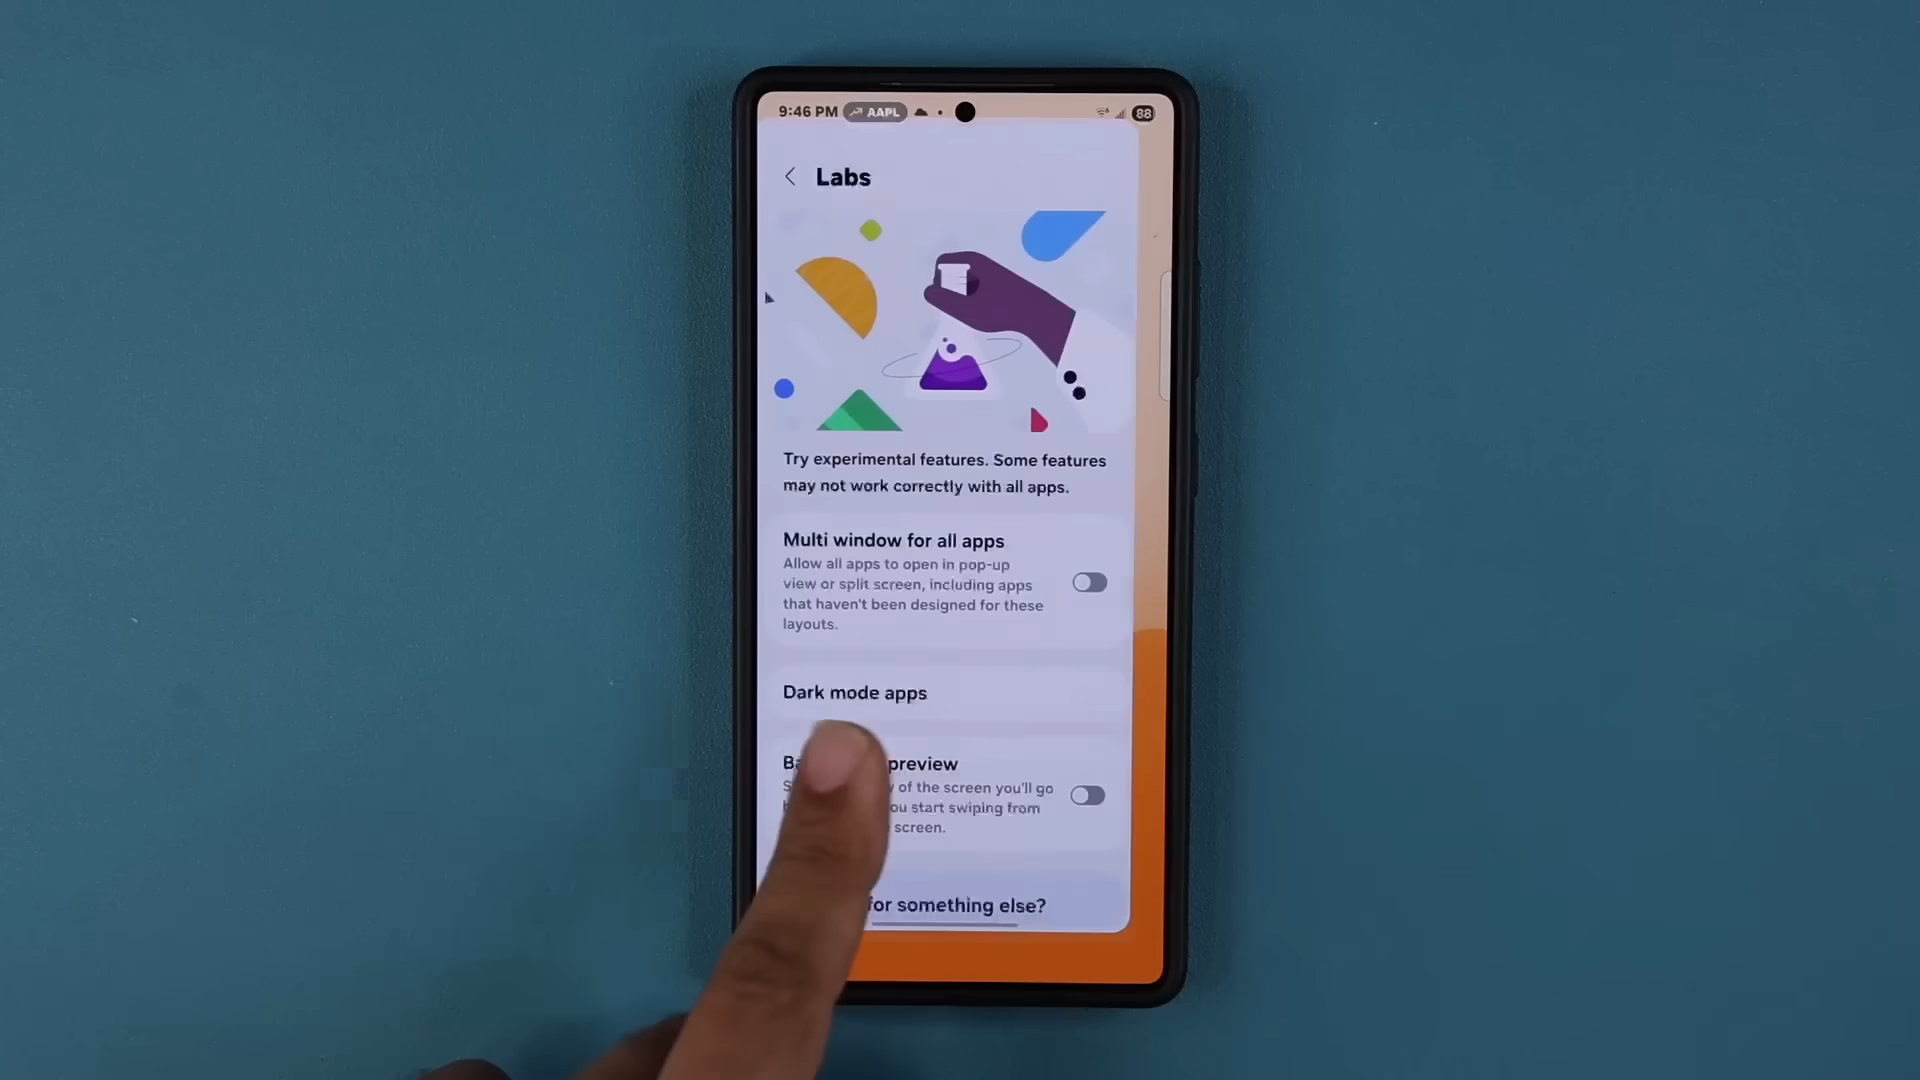 9:46 PM AAPL 88
Labs
Try experimental features. Some features
may not work correctly with all apps.
Multi window for all apps
Allow all apps to open in pop-up
view or split screen, including apps
that haven't been designed for these
layouts.
Dark mode apps
preview
of the screen you'll go
start swiping from
screen.
for something else?